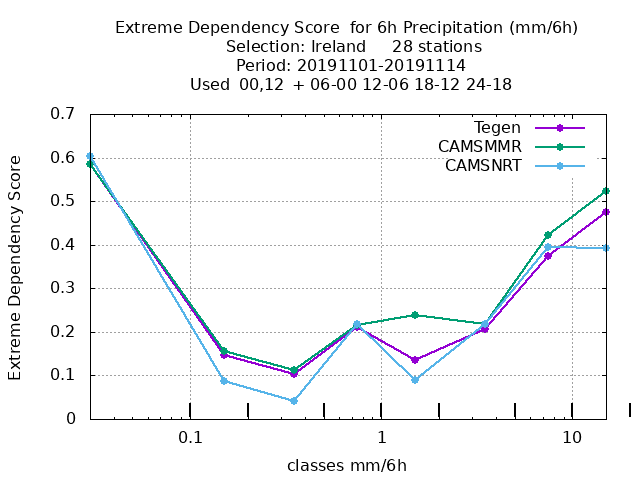 Extreme Dependency Score  for 6h Precipitation (mm/6h)
Selection: Ireland     28 stations
Period: 20191101-20191114
Used  00,12  + 06-00 12-06 18-12 24-18
Tegen
CAMSMMR
CAMSNRT
Extreme Dependency Score
0.7
0.6
0.5
0.4
0.3
0.2
0.1
0
0.1 1 10
classes mm/6h